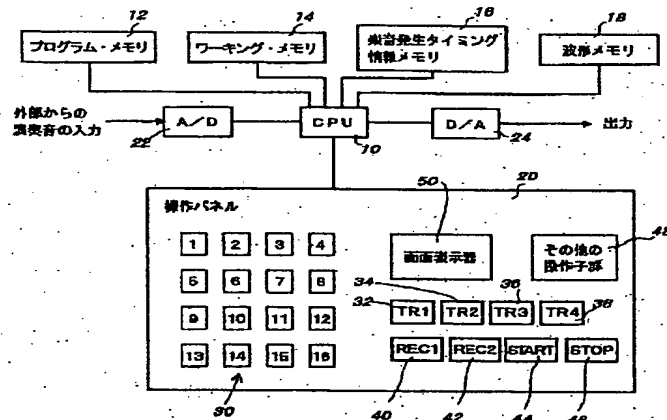 12 14 16 18
プログラム・メモリ ワーキング・メモリ 楽音発生タイミング 波形メモリ
情報メモリ
外部からの A/D CPU D/A 出力
演奏音の入力 22 10 24
50 20
操作パネル 48
1 2 3 4 画面表示器 その他の
操作子群
5 6 7 8 34 36
32 TR1 TR2 TR3 TR4 38
9 10 11 12
13 14 15 16 REC1 REC2 START STOP
30 40 42 44 46